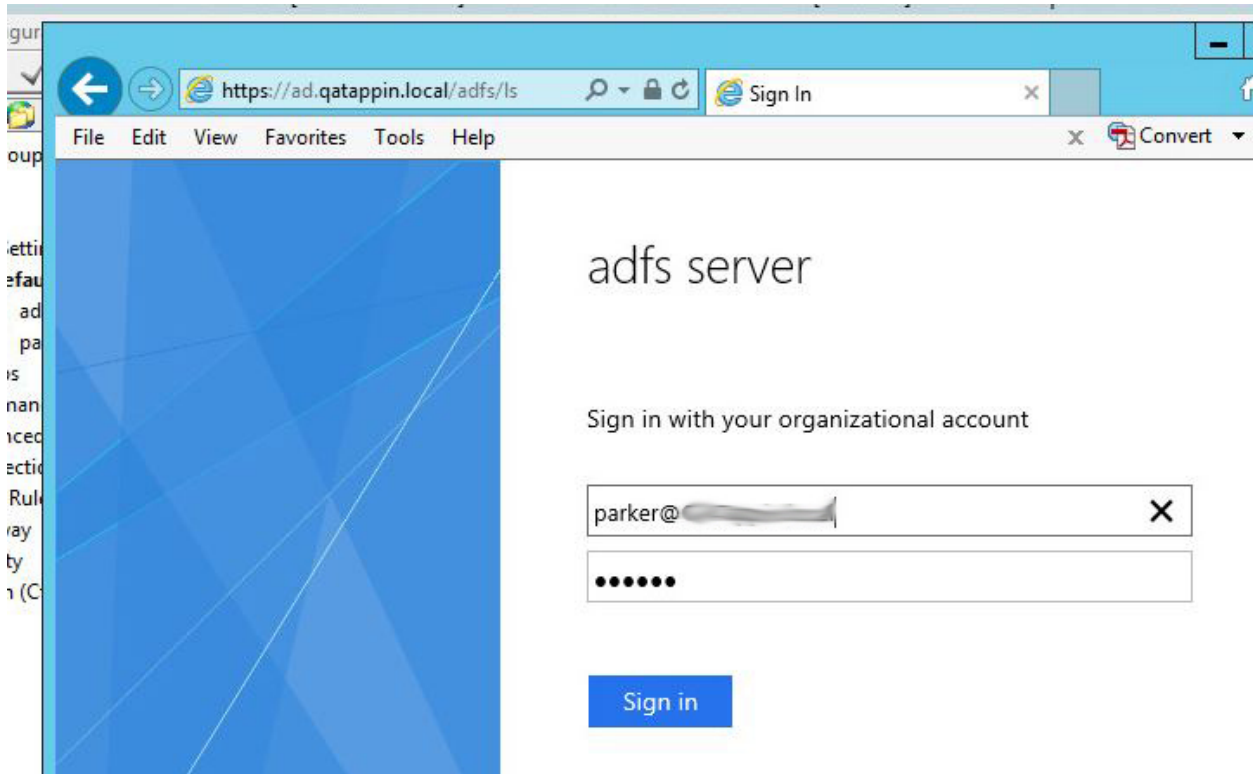 https://ad.qatappin.local/adfs/ls
Sign In
File Edit View Favorites Tools Help
Convert
adfs server
Sign in with your organizational account
parker@
Sign in